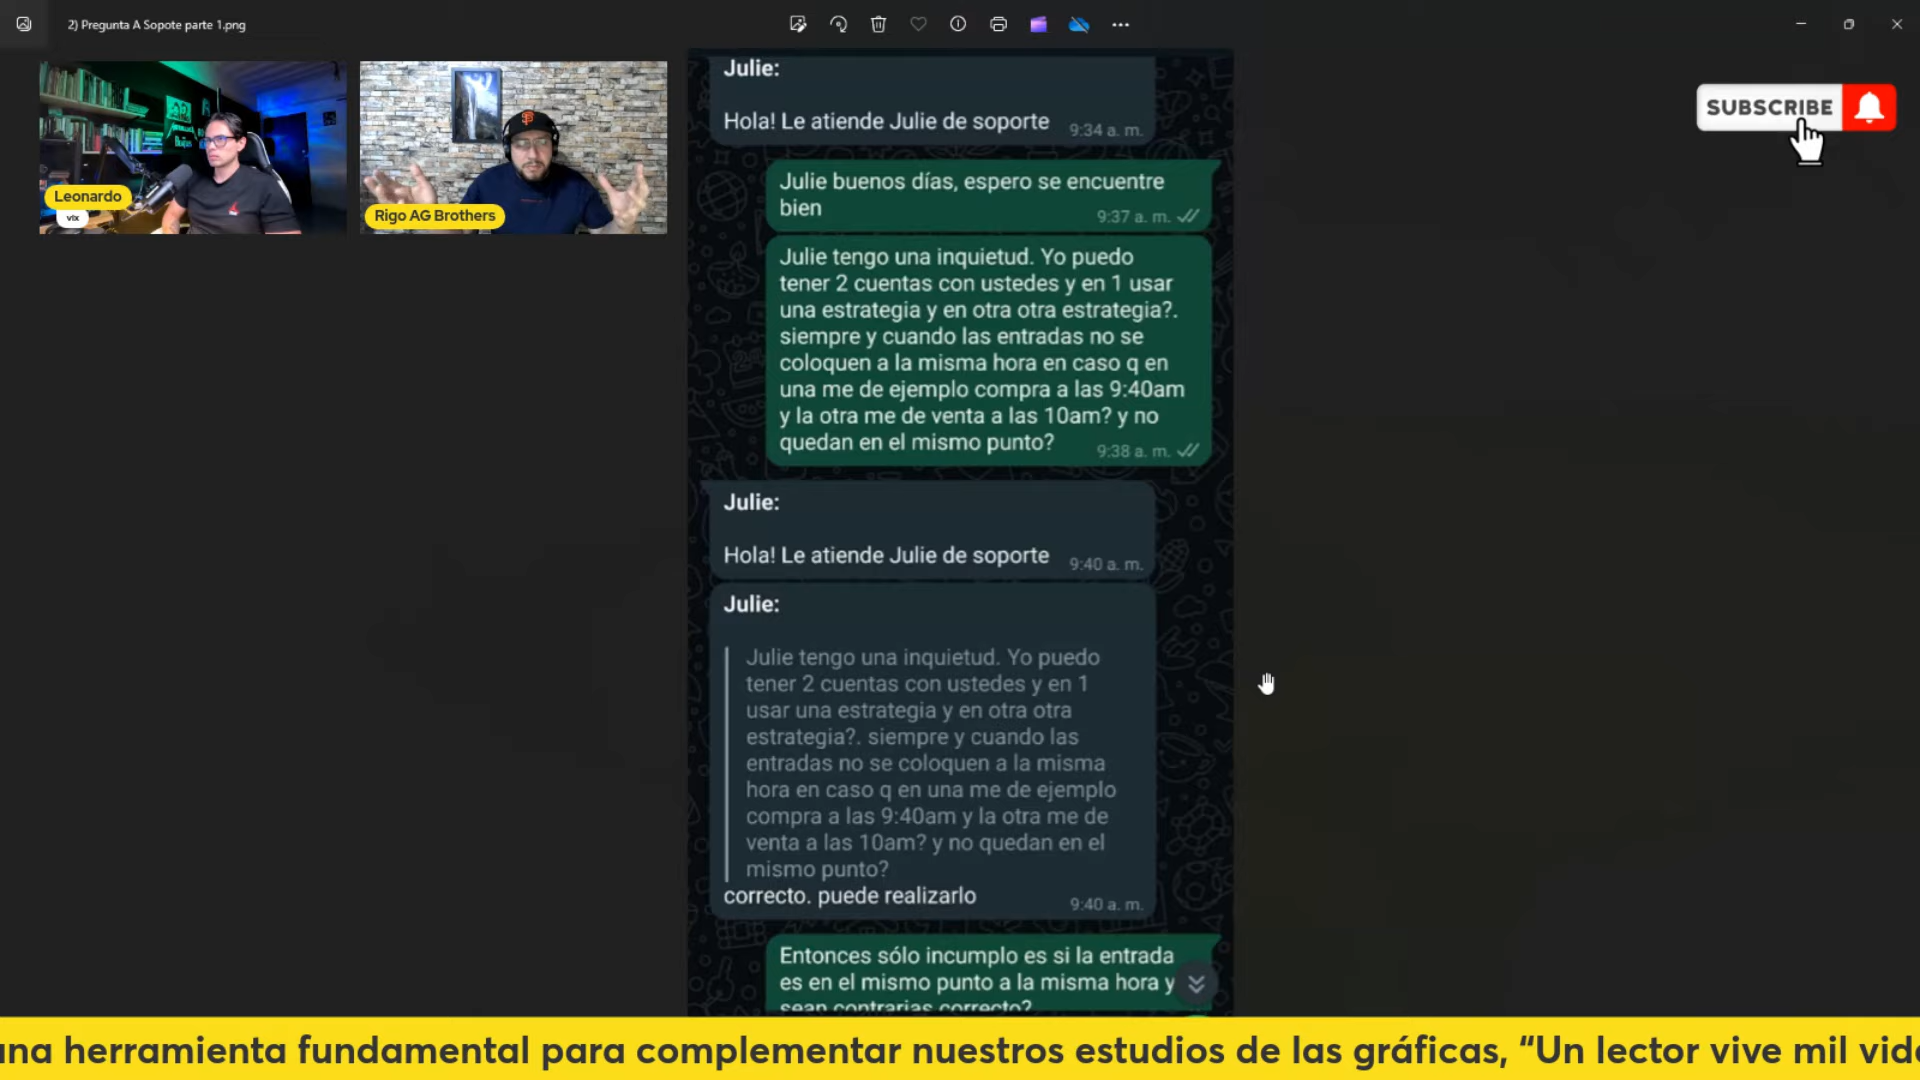 2) Pregunta A Sopote parte 1.png
Leonardo
vix
Rigo AG Brothers
SUBSCRIBE
Julie:
Hola! Le atiende Julie de soporte
9:34 a. m.
Julie buenos días, espero se encuentre
bien
9:37 a. m.
Julie tengo una inquietud. Yo puedo
tener 2 cuentas con ustedes y en 1 usar
una estrategia y en otra otra estrategia?.
siempre y cuando las entradas no se
coloquen a la misma hora en caso q en
una me de ejemplo compra a las 9:40am
y la otra me de venta a las 10am? y no
quedan en el mismo punto?
9:38 a. m.
Julie:
Hola! Le atiende Julie de soporte
9:40 a. m.
Julie:
Julie tengo una inquietud. Yo puedo
tener 2 cuentas con ustedes y en 1
usar una estrategia y en otra otra
estrategia?. siempre y cuando las
entradas no se coloquen a la misma
hora en caso q en una me de ejemplo
compra a las 9:40am y la otra me de
venta a las 10am? y no quedan en el
mismo punto?
correcto. puede realizarlo
9:40 a. m.
Entonces sólo incumplo es si la entrada
es en el mismo punto a la misma hora y
sean contrarias correcto?
una herramienta fundamental para complementar nuestros estudios de las gráficas, “Un lector vive mil vida